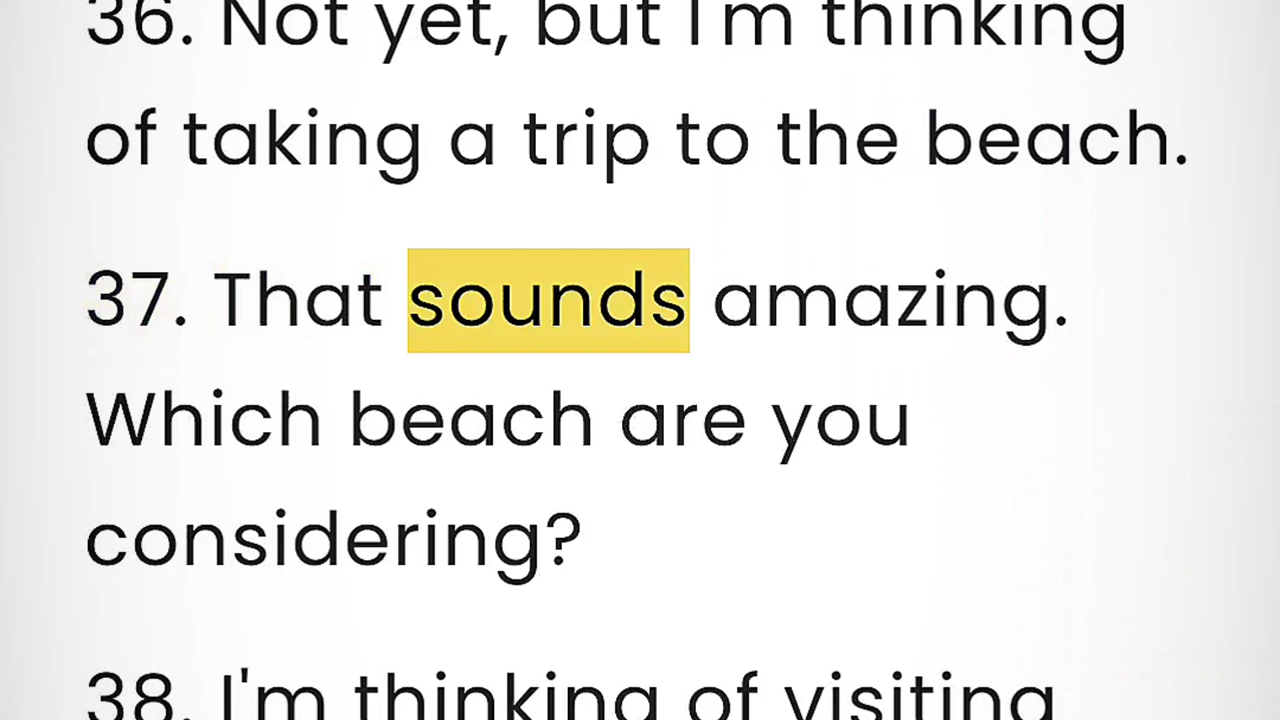 36. Not yet, but I'm thinking
of taking a trip to the beach.
37. That sounds amazing.
Which beach are you
considering?
38. I'm thinking of visiting